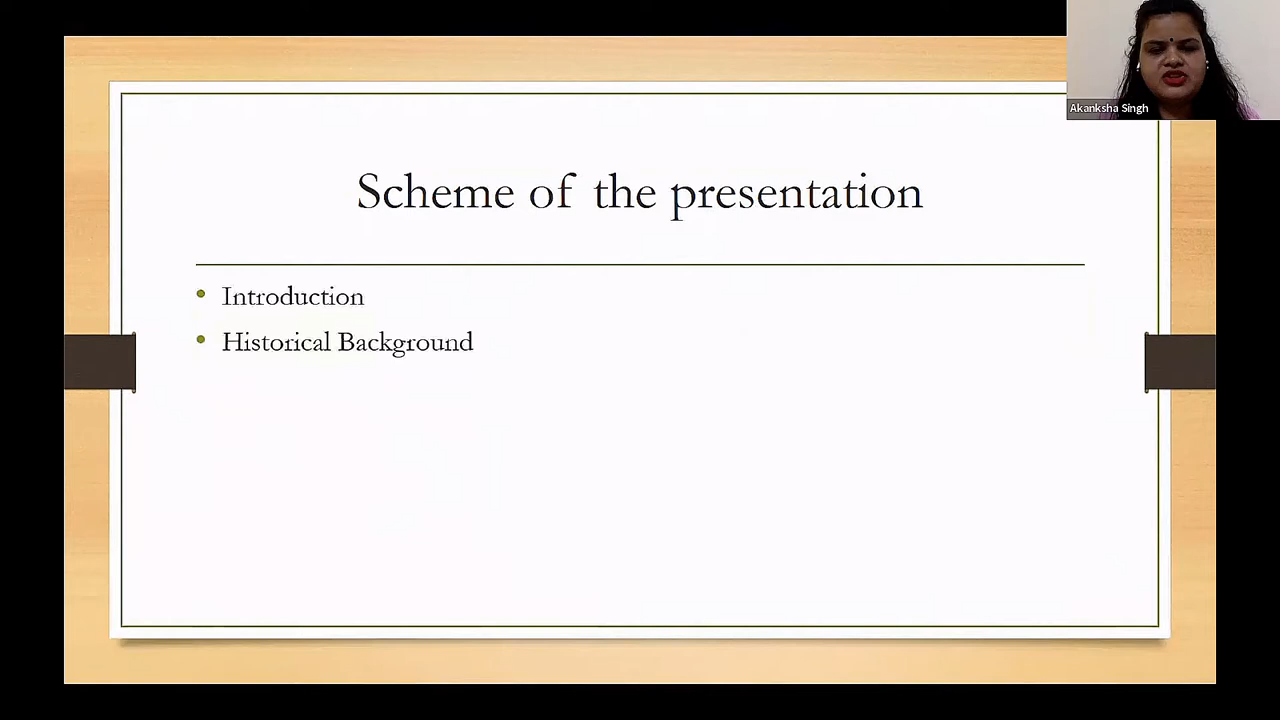 Akanksha Singh
Scheme of the presentation
Introduction
Historical Background